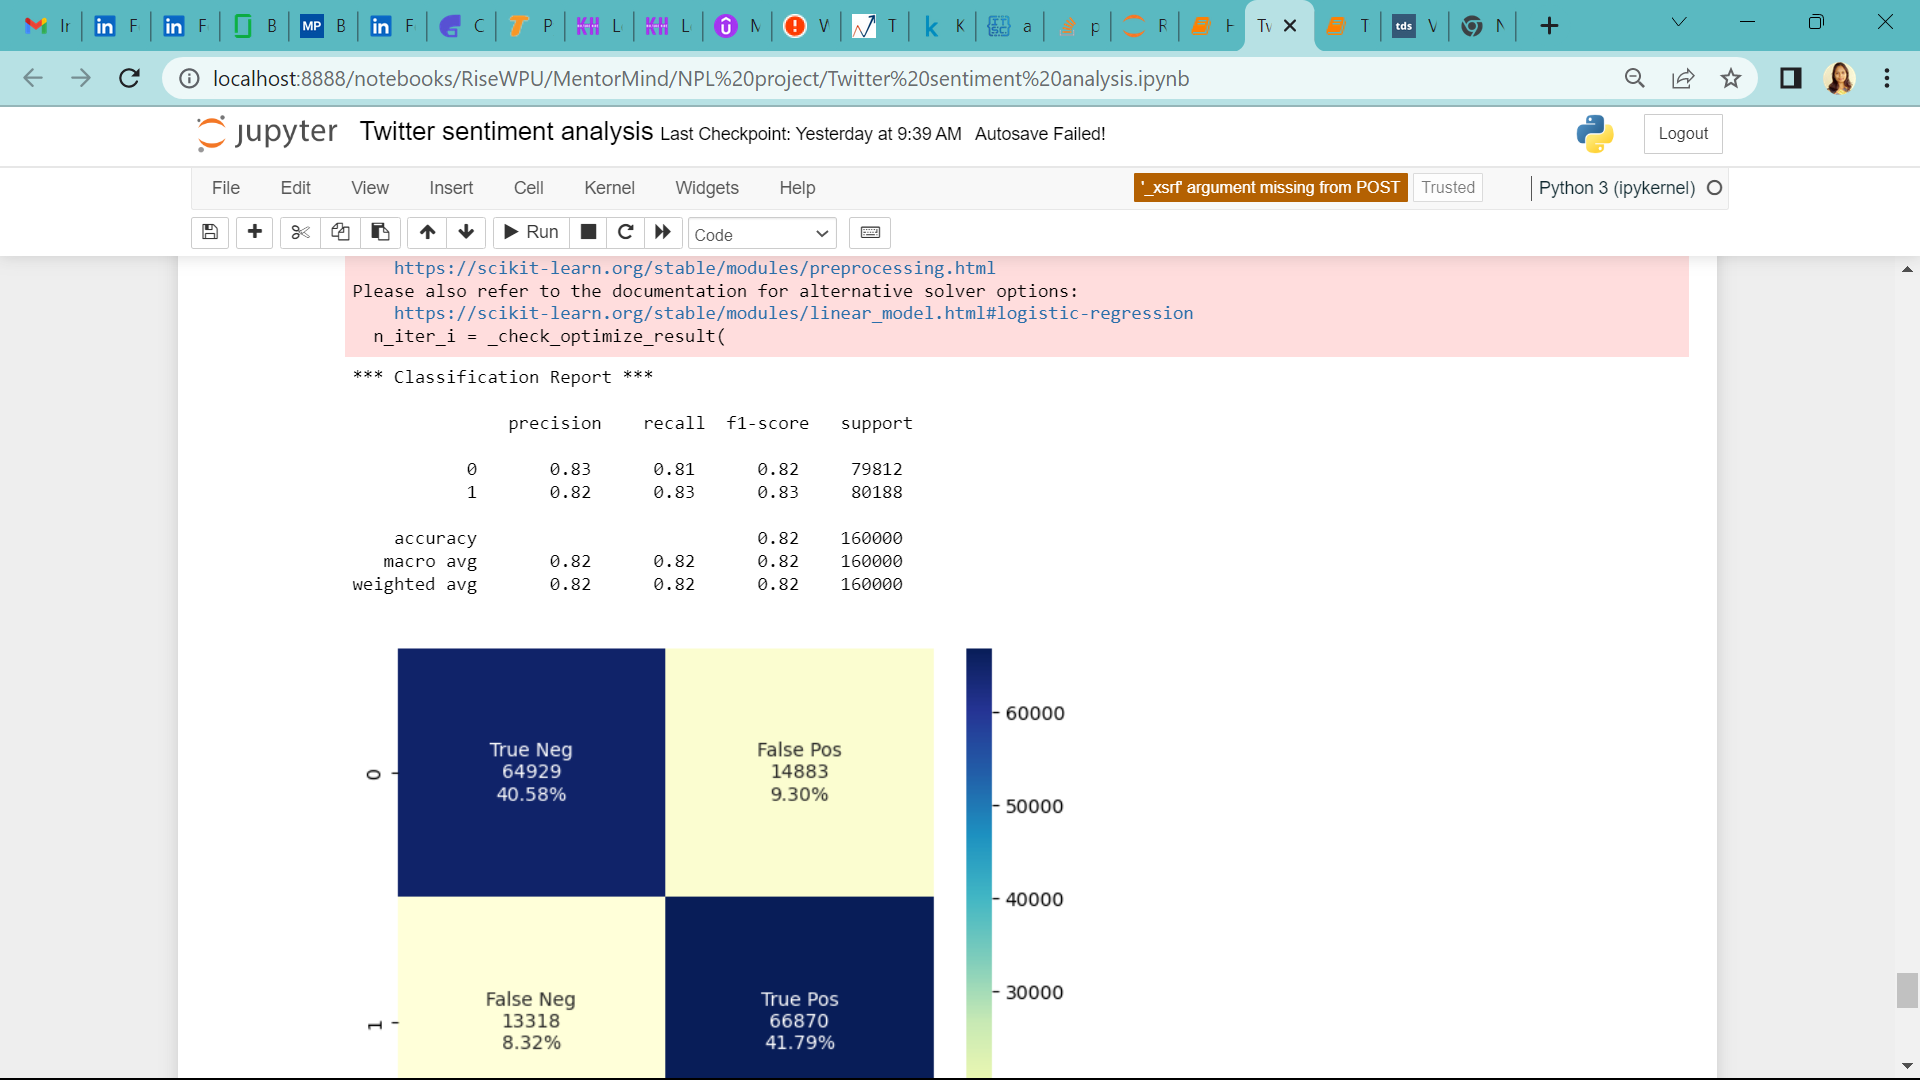 Ir
F
F
B
MP B
F
C
P
L
L
M
V
T
K
a
p
R
H
Tv
T
tds V
N
localhost:8888/notebooks/RiseWPU/MentorMind/NPL%20project/Twitter%20sentiment%20analysis.ipynb
jupyter Twitter sentiment analysis Last Checkpoint: Yesterday at 9:39 AM Autosave Failed!
Logout
File Edit View Insert Cell Kernel Widgets Help
'_xsrf' argument missing from POST Trusted Python 3 (ipykernel)
Run Code
https://scikit-learn.org/stable/modules/preprocessing.html
Please also refer to the documentation for alternative solver options:
https://scikit-learn.org/stable/modules/linear_model.html#logistic-regression
n_iter_i = _check_optimize_result(
*** Classification Report ***
precision recall f1-score support
0 0.83 0.81 0.82 79812
1 0.82 0.83 0.83 80188
accuracy 0.82 160000
macro avg 0.82 0.82 0.82 160000
weighted avg 0.82 0.82 0.82 160000
True Neg
64929
40.58%
False Pos
14883
9.30%
0
False Neg
13318
8.32%
True Pos
66870
41.79%
1
60000
50000
40000
30000